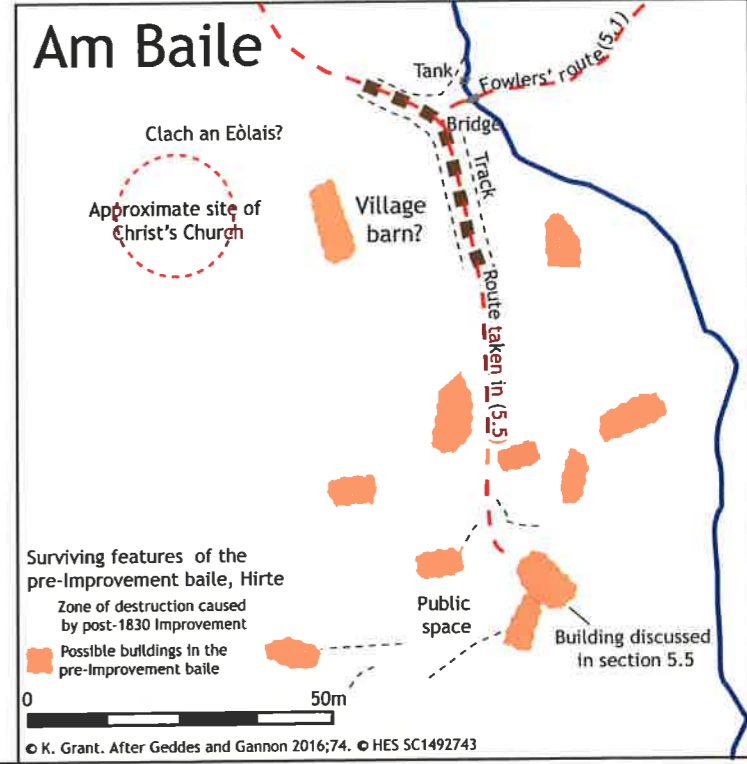 Am Baile
Tank
Fowlers' route(5.1)
Bridge
Clach an Eòlais?
Track
Approximate site of
Christ's Church
Village
barn?
Route taken in (5.5)
Surviving features of the
pre-Improvement baile, Hirte
Zone of destruction caused
by post-1830 Improvement
Possible buildings in the
pre-Improvement baile
Public
space
Building discussed
in section 5.5
0 50m
© K. Grant. After Geddes and Gannon 2016;74. © HES SC1492743